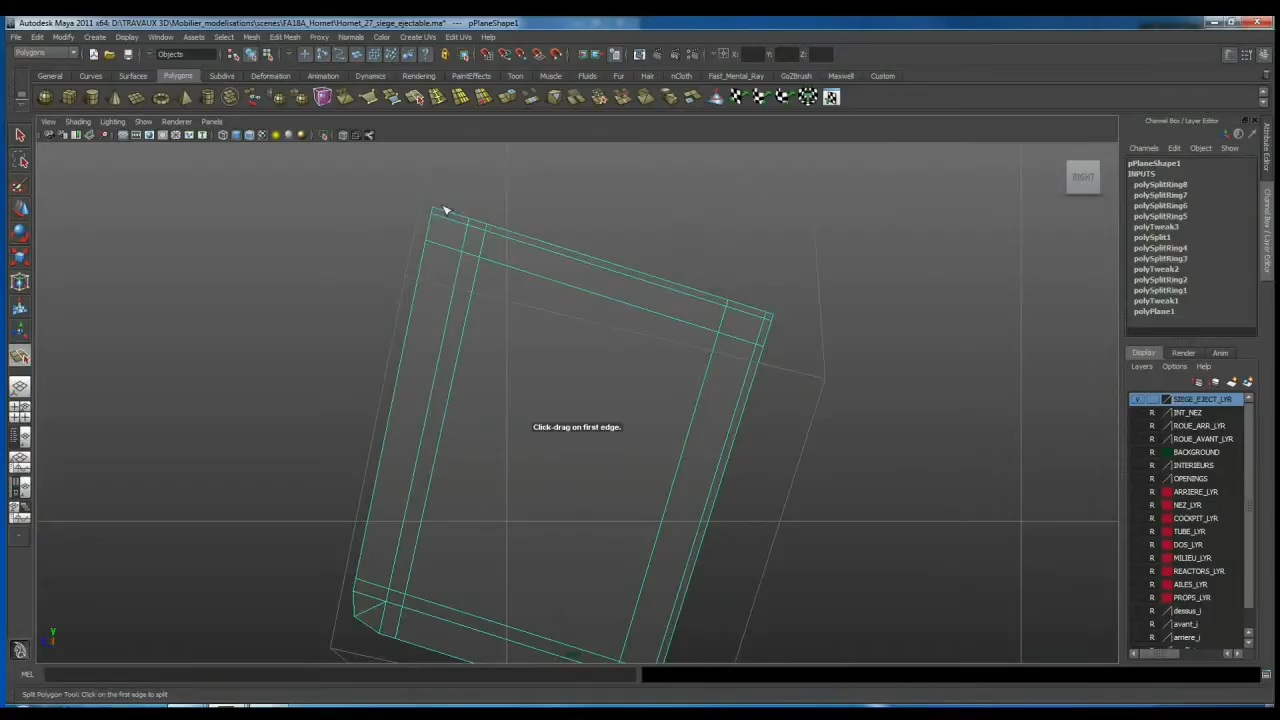 Autodesk Maya 2011 x64: D:\TRAVAUX 3D\Mobilier_modelisations\scenes\FA18A_Hornet\Hornet_27_siege_ejectable.ma* --- pPlaneShape1
File Edit Modify Create Display Window Assets Select Mesh Edit Mesh Proxy Normals Color Create UVs Edit UVs Help
Polygons Objects X: Y: Z:
General Curves Surfaces Polygons Subdivs Deformation Animation Dynamics Rendering PaintEffects Toon Muscle Fluids Fur Hair nCloth Fast_Mental_Ray GoZBrush Maxwell Custom
View Shading Lighting Show Renderer Panels
Channel Box / Layer Editor
Channels Edit Object Show
pPlaneShape1
INPUTS
polySplitRing8
polySplitRing7
polySplitRing6
polySplitRing5
polyTweak3
polySplit1
polySplitRing4
polySplitRing3
polyTweak2
polySplitRing2
polySplitRing1
polyTweak1
polyPlane1
Attribute Editor
Channel Box / Layer Editor
RIGHT
Click-drag on first edge.
Display Render Anim
Layers Options Help
V SIEGE_EJECT_LYR
R INT_NEZ
R ROUE_ARR_LYR
R ROUE_AVANT_LYR
R BACKGROUND
R INTERIEURS
R OPENINGS
R ARRIERE_LYR
R NEZ_LYR
R COCKPIT_LYR
R TUBE_LYR
R DOS_LYR
R MILIEU_LYR
R REACTORS_LYR
R AILES_LYR
R PROPS_LYR
R dessus_i
R avant_i
R arriere_i
y
MEL
Split Polygon Tool: Click on the first edge to split